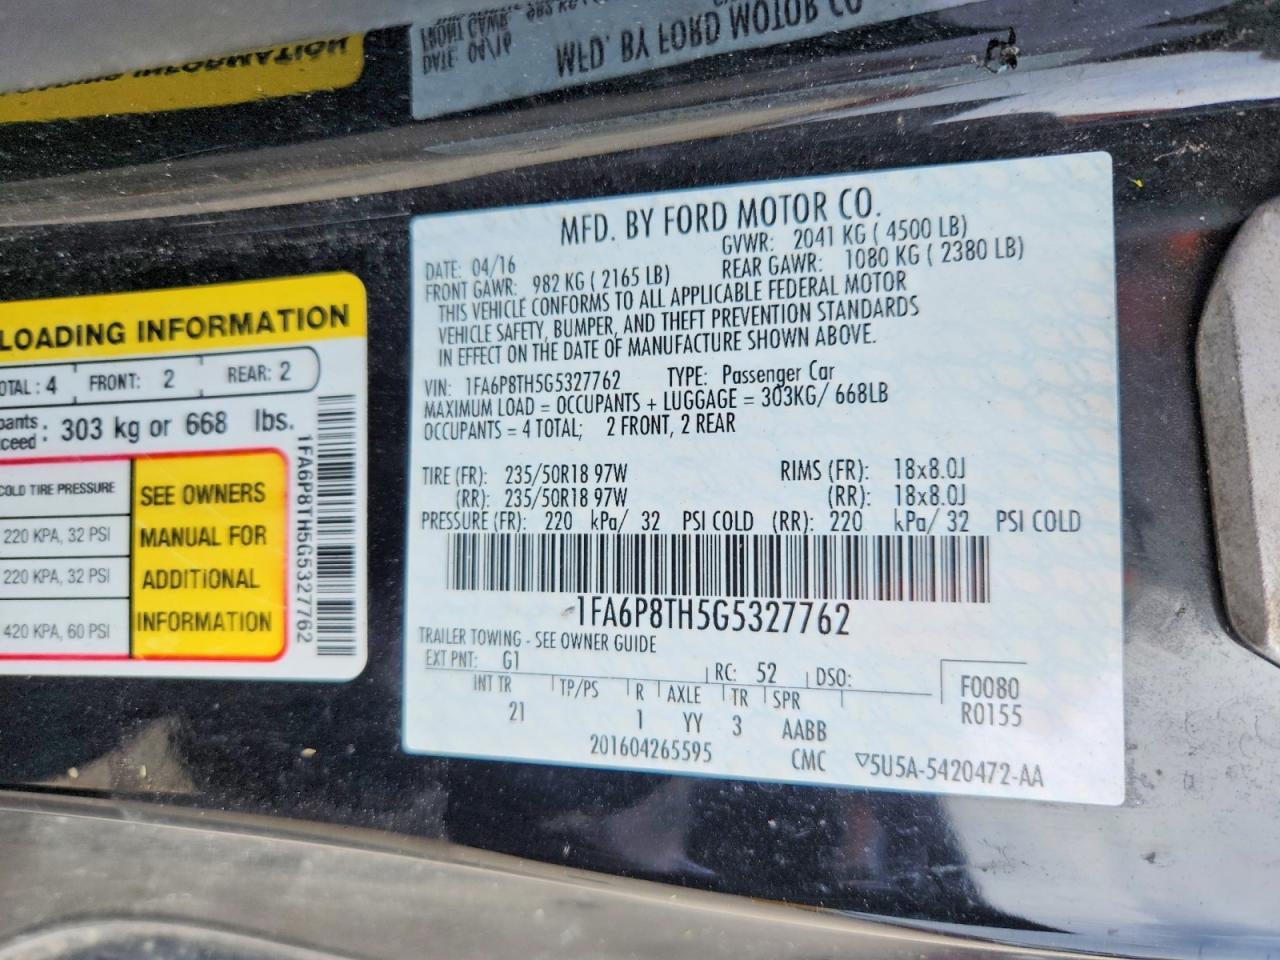 MFD. BY FORD MOTOR CO
DATE: 04/16
LOADING INFORMATION
OTAL: 4 FRONT: 2 REAR: 2
pants
ceed : 303 kg or 668 lbs.
COLD TIRE PRESSURE
220 KPA, 32 PSI
220 KPA, 32 PSI
420 KPA, 60 PSI
SEE OWNERS
MANUAL FOR
ADDITIONAL
INFORMATION
1FA6P8TH5G5327762
MFD. BY FORD MOTOR CO.
DATE: 04/16 GVWR: 2041 KG ( 4500 LB)
FRONT GAWR: 982 KG ( 2165 LB) REAR GAWR: 1080 KG ( 2380 LB)
THIS VEHICLE CONFORMS TO ALL APPLICABLE FEDERAL MOTOR
VEHICLE SAFETY, BUMPER, AND THEFT PREVENTION STANDARDS
IN EFFECT ON THE DATE OF MANUFACTURE SHOWN ABOVE.
VIN: 1FA6P8TH5G5327762 TYPE: Passenger Car
MAXIMUM LOAD = OCCUPANTS + LUGGAGE = 303KG/ 668LB
OCCUPANTS = 4 TOTAL; 2 FRONT, 2 REAR
TIRE (FR): 235/50R18 97W RIMS (FR): 18x8.0J
(RR): 235/50R18 97W (RR): 18x8.0J
PRESSURE (FR): 220 kPa/ 32 PSI COLD (RR): 220 kPa/ 32 PSI COLD
1FA6P8TH5G5327762
TRAILER TOWING - SEE OWNER GUIDE
EXT PNT: G1 RC: 52 DSO: F0080
INT TR TP/PS R AXLE TR SPR R0155
21 1 YY 3 AABB
201604265595 CMC ▽5U5A-5420472-AA